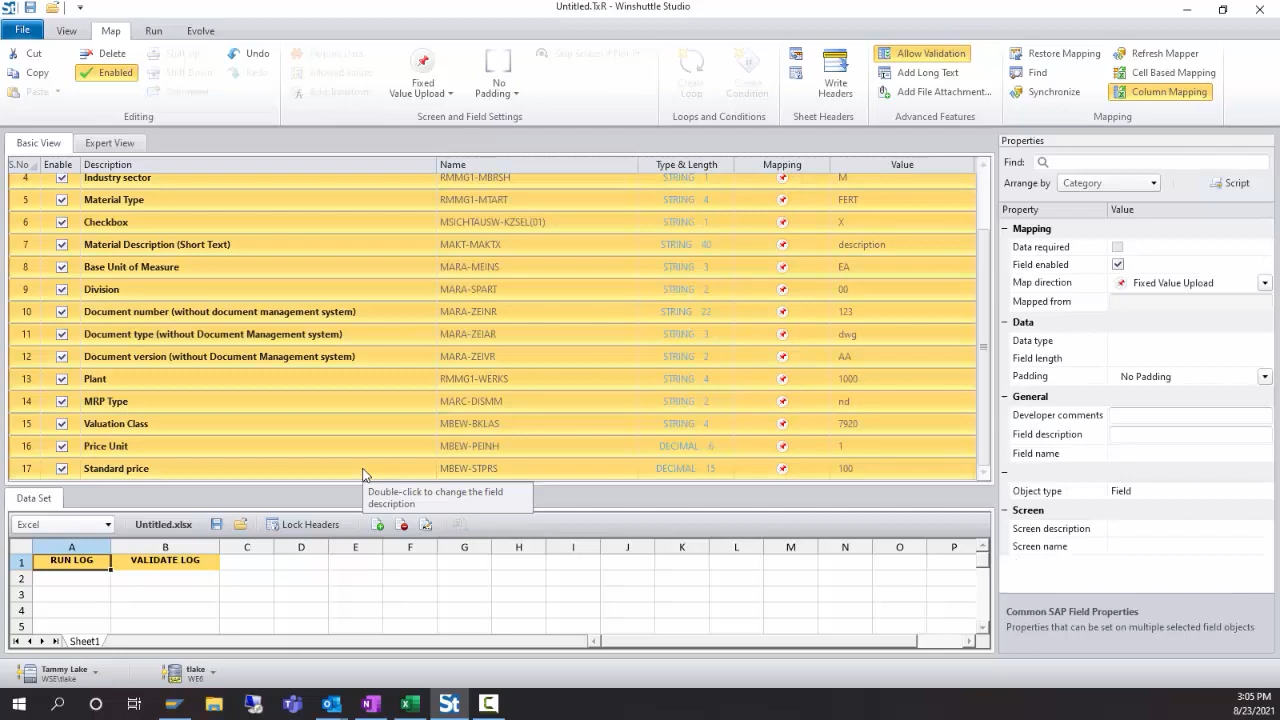 St
Untitled.TxR - Winshuttle Studio
File View Map Run Evolve
Cut Delete Undo
Copy Enabled Redo
Paste
Editing
Fixed
Value Upload
No
Padding
Screen and Field Settings
Create
Loop
Create
Condition
Loops and Conditions
Write
Headers
Sheet Headers
Allow Validation
Add Long Text
Add File Attachment...
Advanced Features
Restore Mapping Refresh Mapper
Find Cell Based Mapping
Synchronize Column Mapping
Mapping
Basic View Expert View
S.No Enable Description Name Type & Length Mapping Value
4 Industry sector RMMG1-MBRSH STRING 1 M
5 Material Type RMMG1-MTART STRING 4 FERT
6 Checkbox MSICHTAUSW-KZSEL(01) STRING 1 X
7 Material Description (Short Text) MAKT-MAKTX STRING 40 description
8 Base Unit of Measure MARA-MEINS STRING 3 EA
9 Division MARA-SPART STRING 2 00
10 Document number (without document management system) MARA-ZEINR STRING 22 123
11 Document type (without Document Management system) MARA-ZEIAR STRING 3 dwg
12 Document version (without Document Management system) MARA-ZEIVR STRING 2 AA
13 Plant RMMG1-WERKS STRING 4 1000
14 MRP Type MARC-DISMM STRING 2 nd
15 Valuation Class MBEW-BKLAS STRING 4 7920
16 Price Unit MBEW-PEINH DECIMAL 6 1
17 Standard price MBEW-STPRS DECIMAL 15 100
Double-click to change the field
description
Data Set
Excel Untitled.xlsx Lock Headers
A B C D E F G H I J K L M N O P
1 RUN LOG VALIDATE LOG
2
3
4
5
Sheet1
Properties
Find:
Arrange by Category Script
Property Value
Mapping
Data required
Field enabled
Map direction Fixed Value Upload
Mapped from
Data
Data type
Field length
Padding No Padding
General
Developer comments
Field description
Field name
Object type Field
Screen
Screen description
Screen name
Common SAP Field Properties
Properties that can be set on multiple selected field objects
Tammy Lake
WSE\tlake
tlake
WE6
St
3:05 PM
8/23/2021